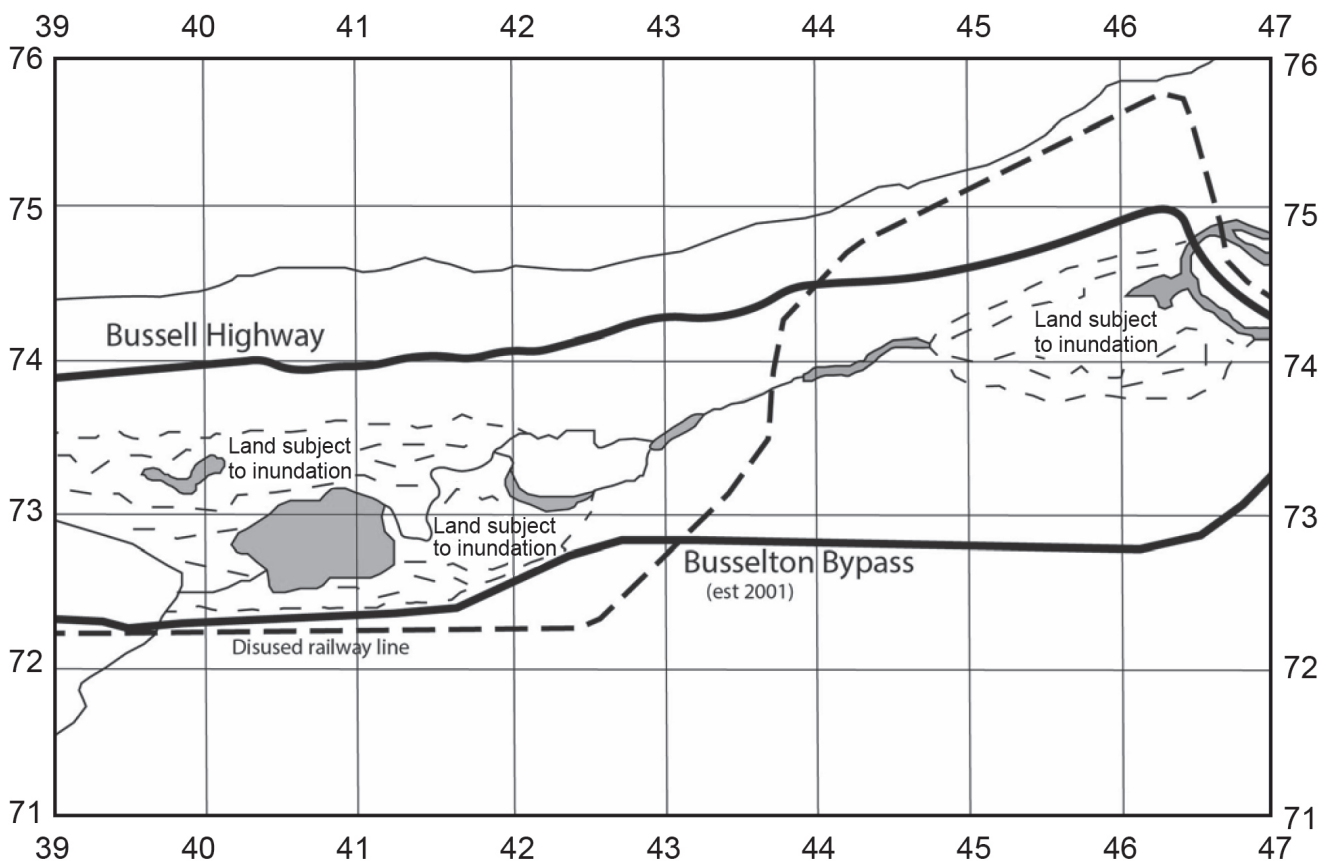 39 40 41 42 43 44 45 46 47
76 76
75 75
Bussell Highway
Land subject
to inundation
74 74
Land subject
to inundation
73 73
Land subject
to inundation
Busselton Bypass
(est 2001)
Disused railway line
72 72
71 71
39 40 41 42 43 44 45 46 47